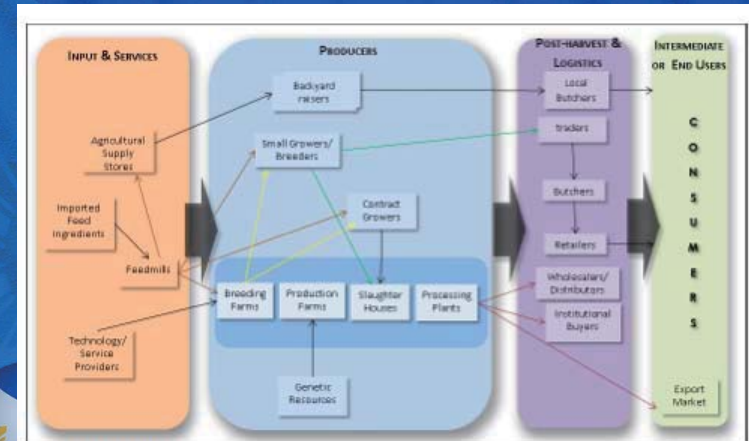 INPUT & SERVICES
Agricultural
Supply
Stores
Imported
Feed
Ingredients
Feedmills
Technology/
Service
Providers
PRODUCERS
Backyard
raisers
Small Growers/
Breeders
Contract
Growers
Breeding
Farms
Production
Farms
Slaughter
Houses
Processing
Plants
Genetic
Resources
POST-HARVEST &
LOGISTICS
Local
Butchers
traders
Butchers
Retailers
Wholesalers/
Distributors
Institutional
Buyers
INTERMEDIATE
OR END USERS
C
O
N
S
U
M
E
R
S
Export
Market